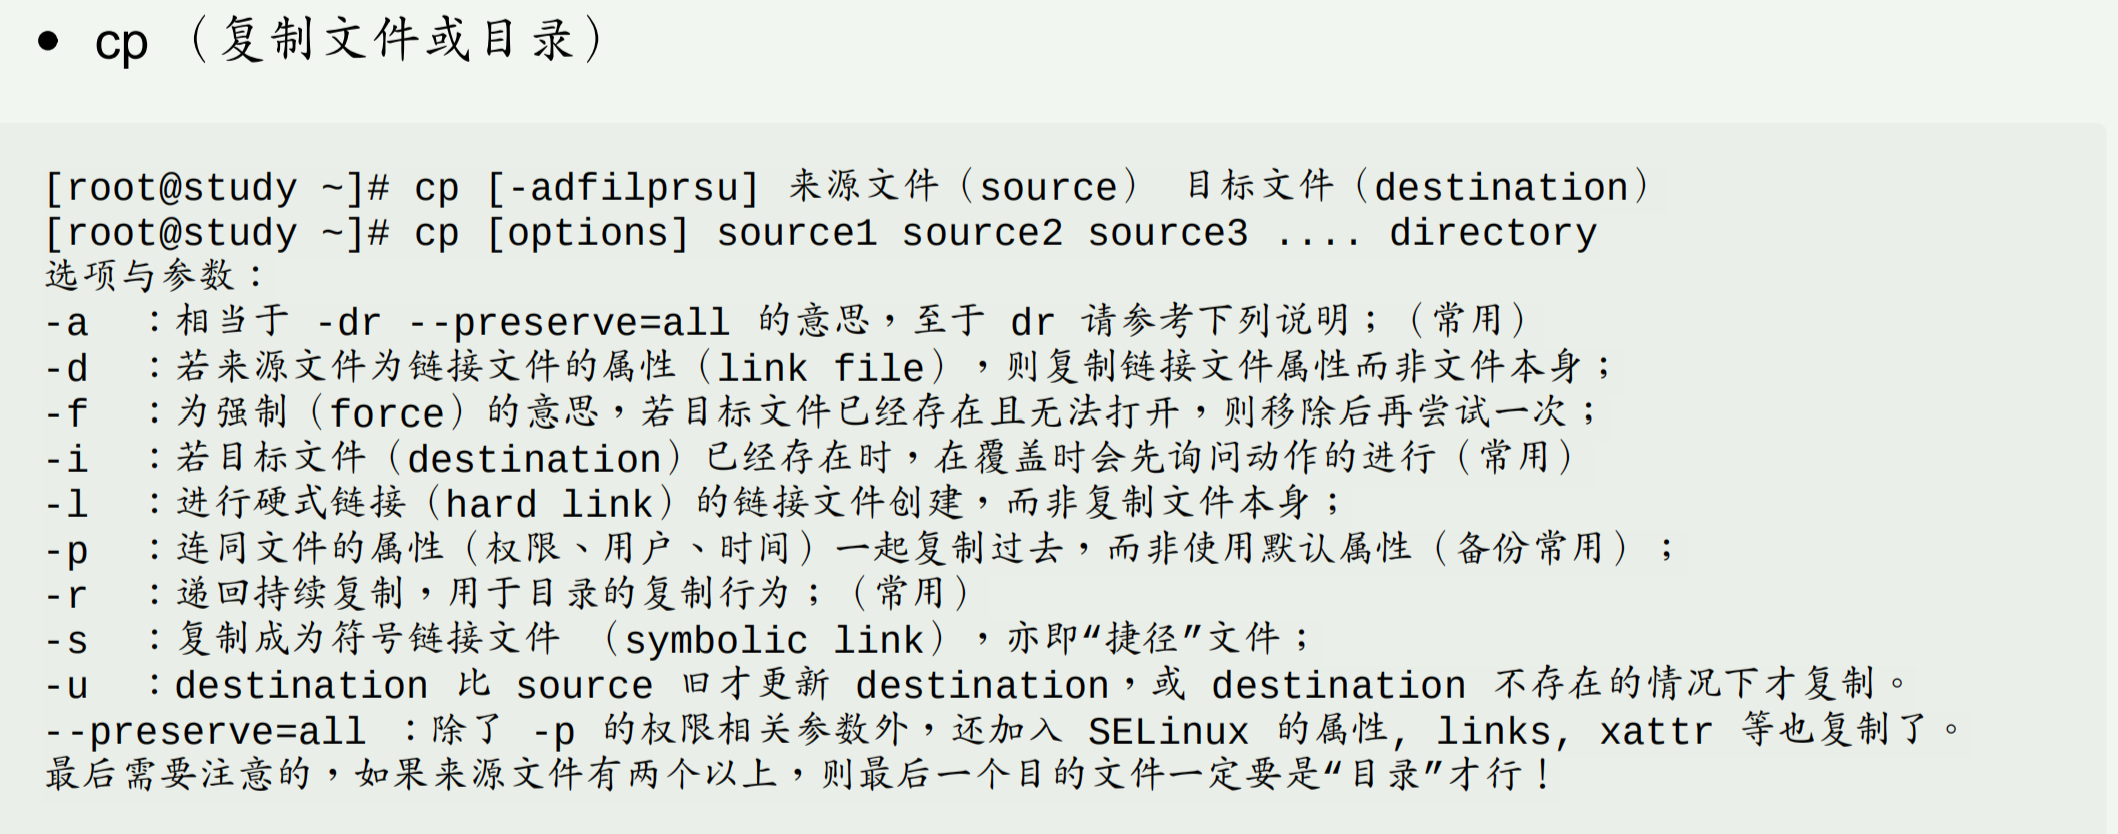 • cp （复制文件或目录）
[root@study ~]# cp [-adfilprsu] 来源文件（source） 目标文件（destination）
[root@study ~]# cp [options] source1 source2 source3 .... directory
选项与参数：
-a ：相当于 -dr --preserve=all 的意思，至于 dr 请参考下列说明；（常用）
-d ：若来源文件为链接文件的属性（link file），则复制链接文件属性而非文件本身；
-f ：为强制（force）的意思，若目标文件已经存在且无法打开，则移除后再尝试一次；
-i ：若目标文件（destination）已经存在时，在覆盖时会先询问动作的进行（常用）
-l ：进行硬式链接（hard link）的链接文件创建，而非复制文件本身；
-p ：连同文件的属性（权限、用户、时间）一起复制过去，而非使用默认属性（备份常用）；
-r ：递回持续复制，用于目录的复制行为；（常用）
-s ：复制成为符号链接文件 （symbolic link），亦即“捷径”文件；
-u ：destination 比 source 旧才更新 destination，或 destination 不存在的情况下才复制。
--preserve=all ：除了 -p 的权限相关参数外，还加入 SELinux 的属性, links, xattr 等也复制了。
最后需要注意的，如果来源文件有两个以上，则最后一个目的文件一定要是“目录”才行！